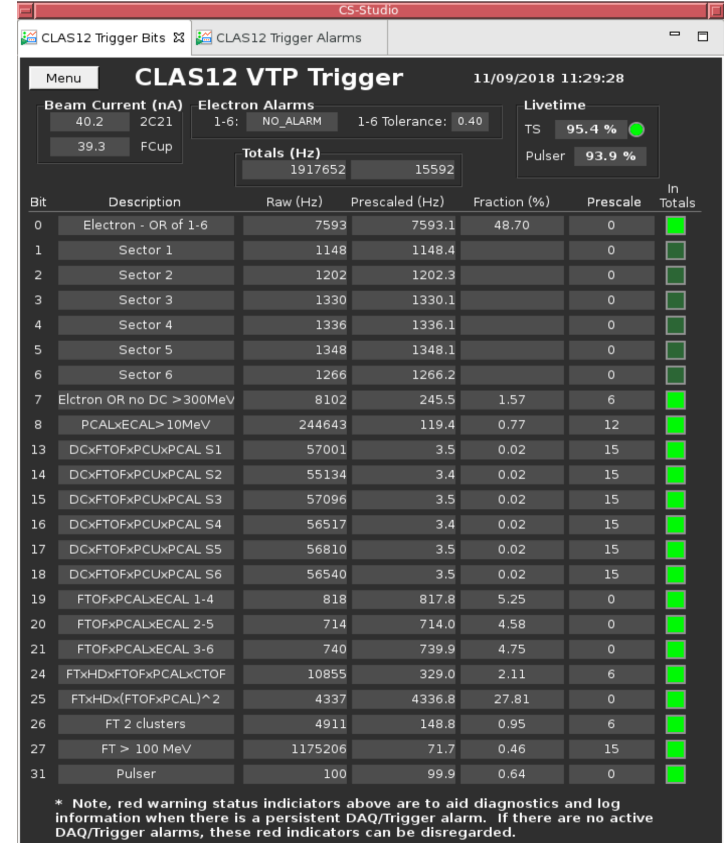 CS-Studio
CLAS12 Trigger Bits CLAS12 Trigger Alarms
Menu CLAS12 VTP Trigger 11/09/2018 11:29:28
Beam Current (nA) Electron Alarms Livetime
40.2 2C21 1-6: NO_ALARM 1-6 Tolerance: 0.40 TS 95.4 %
39.3 FCup Pulser 93.9 %
Totals (Hz)
1917652 15592
Bit Description Raw (Hz) Prescaled (Hz) Fraction (%) Prescale In Totals
0 Electron - OR of 1-6 7593 7593.1 48.70 0
1 Sector 1 1148 1148.4 0
2 Sector 2 1202 1202.3 0
3 Sector 3 1330 1330.1 0
4 Sector 4 1336 1336.1 0
5 Sector 5 1348 1348.1 0
6 Sector 6 1266 1266.2 0
7 Elctron OR no DC >300MeV 8102 245.5 1.57 6
8 PCALxECAL>10MeV 244643 119.4 0.77 12
13 DCxFTOFxPCUxPCAL S1 57001 3.5 0.02 15
14 DCxFTOFxPCUxPCAL S2 55134 3.4 0.02 15
15 DCxFTOFxPCUxPCAL S3 57096 3.5 0.02 15
16 DCxFTOFxPCUxPCAL S4 56517 3.4 0.02 15
17 DCxFTOFxPCUxPCAL S5 56810 3.5 0.02 15
18 DCxFTOFxPCUxPCAL S6 56540 3.5 0.02 15
19 FTOFxPCALxECAL 1-4 818 817.8 5.25 0
20 FTOFxPCALxECAL 2-5 714 714.0 4.58 0
21 FTOFxPCALxECAL 3-6 740 739.9 4.75 0
24 FTxHDxFTOFxPCALxCTOF 10855 329.0 2.11 6
25 FTxHDx(FTOFxPCAL)^2 4337 4336.8 27.81 0
26 FT 2 clusters 4911 148.8 0.95 6
27 FT > 100 MeV 1175206 71.7 0.46 15
31 Pulser 100 99.9 0.64 0
* Note, red warning status indiciators above are to aid diagnostics and log
information when there is a persistent DAQ/Trigger alarm. If there are no active
DAQ/Trigger alarms, these red indicators can be disregarded.